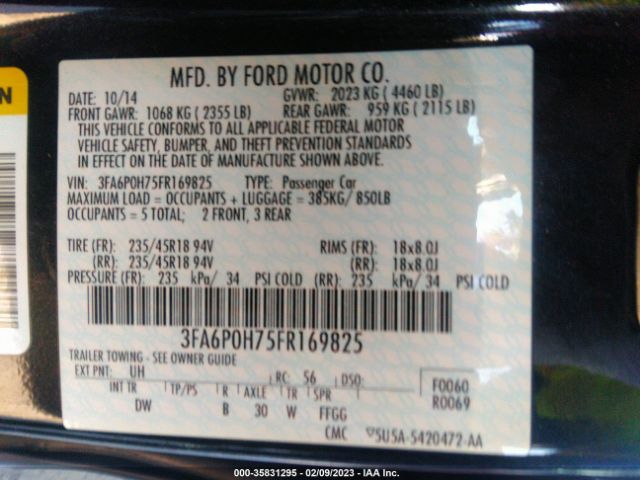 MFD. BY FORD MOTOR CO.
DATE: 10/14 GVWR: 2023 KG ( 4460 LB)
FRONT GAWR: 1068 KG ( 2355 LB) REAR GAWR: 959 KG ( 2115 LB)
THIS VEHICLE CONFORMS TO ALL APPLICABLE FEDERAL MOTOR
VEHICLE SAFETY, BUMPER, AND THEFT PREVENTION STANDARDS
IN EFFECT ON THE DATE OF MANUFACTURE SHOWN ABOVE.
VIN: 3FA6P0H75FR169825 TYPE: Passenger Car
MAXIMUM LOAD = OCCUPANTS + LUGGAGE = 385KG/ 850LB
OCCUPANTS = 5 TOTAL; 2 FRONT, 3 REAR
TIRE (FR): 235/45R18 94V RIMS (FR): 18x8.0J
(RR): 235/45R18 94V (RR): 18x8.0J
PRESSURE (FR): 235 kPa/ 34 PSI COLD (RR): 235 kPa/ 34 PSI COLD
3FA6P0H75FR169825
TRAILER TOWING - SEE OWNER GUIDE
EXT PNT: UH RC: 56 DSO: F0060
INT TR TP/PS R AXLE TR SPR R0069
DW B 30 W FFGG
CMC 5U5A-5420472-AA
000-35831295 - 02/09/2023 - IAA Inc.